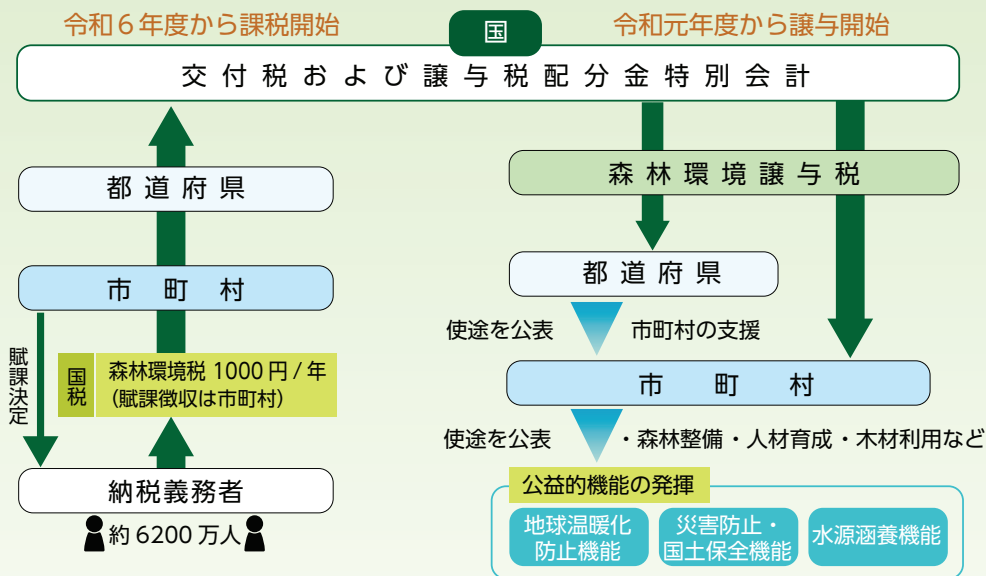 令和6年度から課税開始
国
令和元年度から譲与開始
交付税および譲与税配分金特別会計
都道府県
市町村
賦課決定
国税
森林環境税 1000 円 / 年
(賦課徴収は市町村)
納税義務者
約 6200 万人
森林環境譲与税
都道府県
使途を公表
市町村の支援
市町村
使途を公表
・森林整備・人材育成・木材利用など
公益的機能の発揮
地球温暖化
防止機能
災害防止・
国土保全機能
水源涵養機能